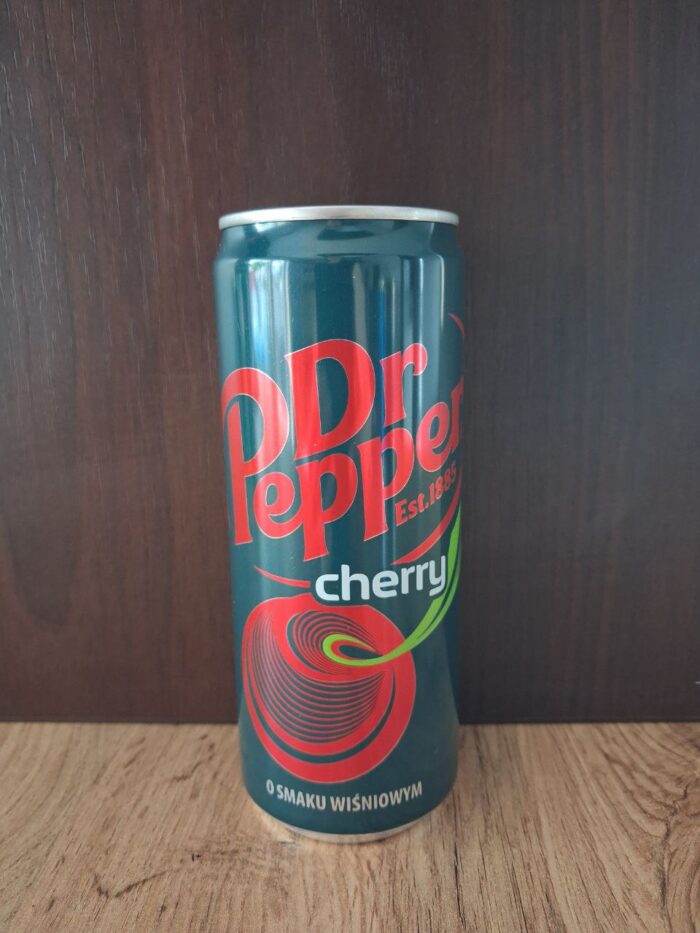 Dr
Pepper
Est.1885
cherry
O SMAKU WIŚNIOWYM